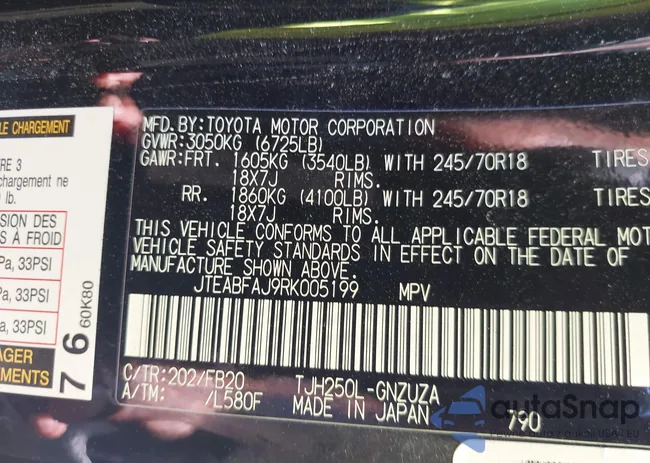 LE CHARGEMENT
RE 3
chargement ne
lb.
SION DES
S À FROID
Pa, 33PSI
Pa, 33PSI
Pa, 33PSI
AGER
EMENTS
7 6 60K80
MFD.BY:TOYOTA MOTOR CORPORATION
GVWR:3050KG (6725LB)
GAWR:FRT. 1605KG (3540LB) WITH 245/70R18 TIRES
18X7J RIMS.
RR. 1860KG (4100LB) WITH 245/70R18 TIRES
18X7J RIMS.
THIS VEHICLE CONFORMS TO ALL APPLICABLE FEDERAL MOT
VEHICLE SAFETY STANDARDS IN EFFECT ON THE DATE OF
MANUFACTURE SHOWN ABOVE.
JTEABFAJ9RK005199 MPV
C/TR:202/FB20 TJH250L-GNZUZA
A/TM: /L580F MADE IN JAPAN 790
autoSnap